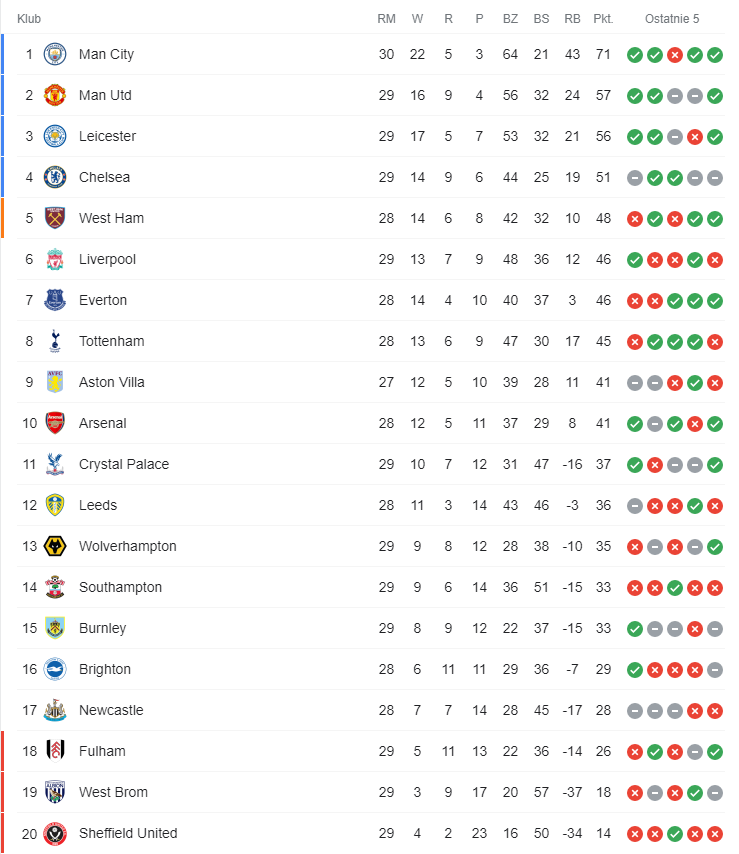 Klub RM W R P BZ BS RB Pkt. Ostatnie 5
1 Man City 30 22 5 3 64 21 43 71
2 Man Utd 29 16 9 4 56 32 24 57
3 Leicester 29 17 5 7 53 32 21 56
4 Chelsea 29 14 9 6 44 25 19 51
5 West Ham 28 14 6 8 42 32 10 48
6 Liverpool 29 13 7 9 48 36 12 46
7 Everton 28 14 4 10 40 37 3 46
8 Tottenham 28 13 6 9 47 30 17 45
9 Aston Villa 27 12 5 10 39 28 11 41
10 Arsenal 28 12 5 11 37 29 8 41
11 Crystal Palace 29 10 7 12 31 47 -16 37
12 Leeds 28 11 3 14 43 46 -3 36
13 Wolverhampton 29 9 8 12 28 38 -10 35
14 Southampton 29 9 6 14 36 51 -15 33
15 Burnley 29 8 9 12 22 37 -15 33
16 Brighton 28 6 11 11 29 36 -7 29
17 Newcastle 28 7 7 14 28 45 -17 28
18 Fulham 29 5 11 13 22 36 -14 26
19 West Brom 29 3 9 17 20 57 -37 18
20 Sheffield United 29 4 2 23 16 50 -34 14